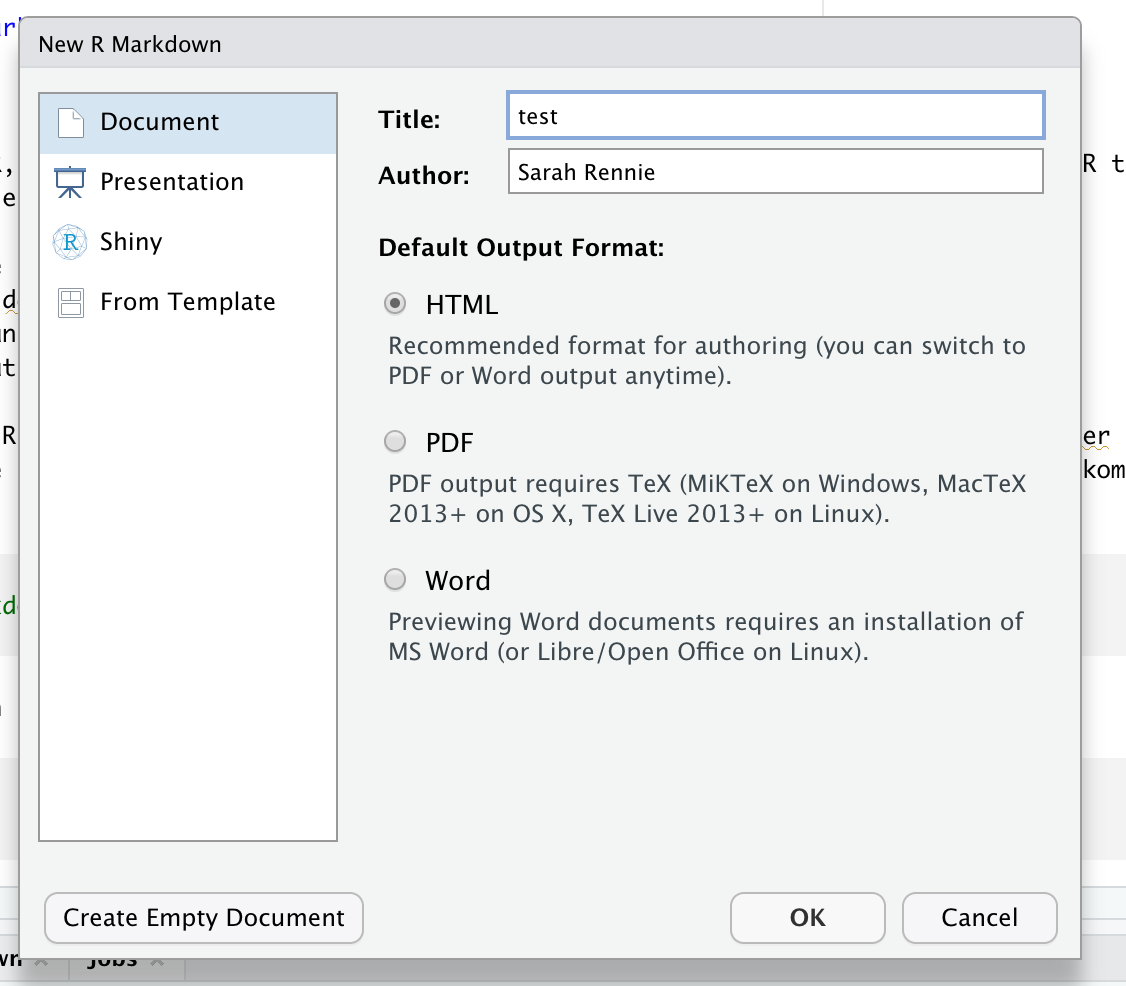 New R Markdown
Document
Presentation
Shiny
From Template
Title: test
Author: Sarah Rennie
Default Output Format:
HTML
Recommended format for authoring (you can switch to
PDF or Word output anytime).
PDF
PDF output requires TeX (MiKTeX on Windows, MacTeX
2013+ on OS X, TeX Live 2013+ on Linux).
Word
Previewing Word documents requires an installation of
MS Word (or Libre/Open Office on Linux).
Create Empty Document
OK
Cancel
R t
er
kom
Jobs